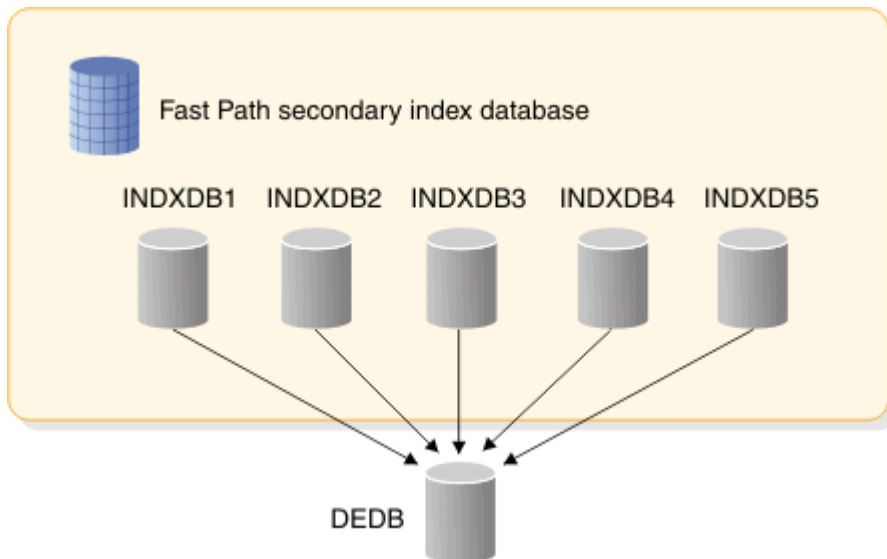 Fast Path secondary index database
INDXDB1 INDXDB2 INDXDB3 INDXDB4 INDXDB5
DEDB